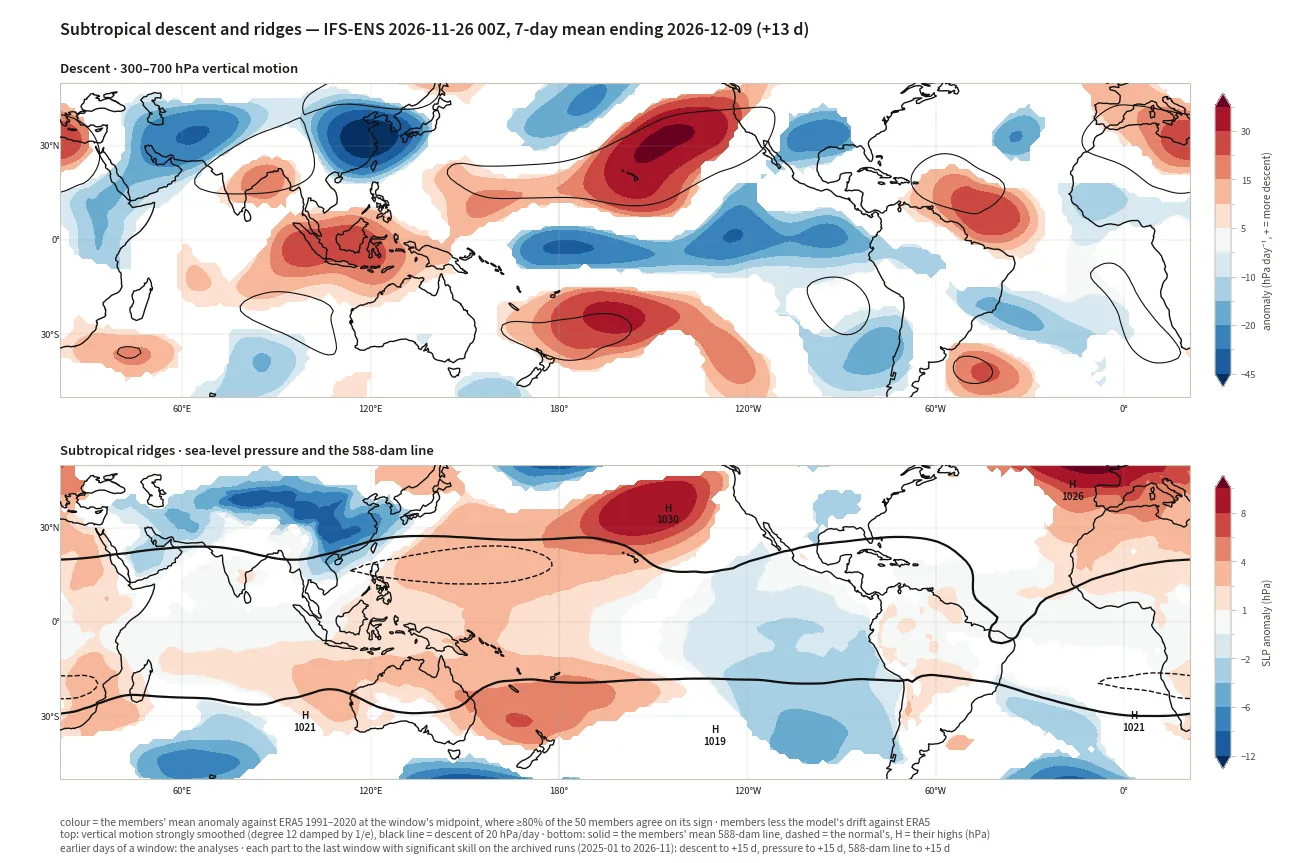 Subtropical descent and ridges — IFS-ENS 2026-11-26 00Z, 7-day mean ending 2026-12-09 (+13 d)
Descent · 300–700 hPa vertical motion
30°N
0°
30°S
60°E
120°E
180°
120°W
60°W
0°
30
15
5
−10
−20
−45
anomaly (hPa day⁻¹, + = more descent)
Subtropical ridges · sea-level pressure and the 588-dam line
H
1026
H
1030
30°N
0°
30°S
H
1021
H
1019
H
1021
60°E
120°E
180°
120°W
60°W
0°
8
4
1
−2
−6
−12
SLP anomaly (hPa)
colour = the members' mean anomaly against ERA5 1991–2020 at the window's midpoint, where ≥80% of the 50 members agree on its sign · members less the model's drift against ERA5
top: vertical motion strongly smoothed (degree 12 damped by 1/e), black line = descent of 20 hPa/day · bottom: solid = the members' mean 588-dam line, dashed = the normal's, H = their highs (hPa)
earlier days of a window: the analyses · each part to the last window with significant skill on the archived runs (2025-01 to 2026-11): descent to +15 d, pressure to +15 d, 588-dam line to +15 d